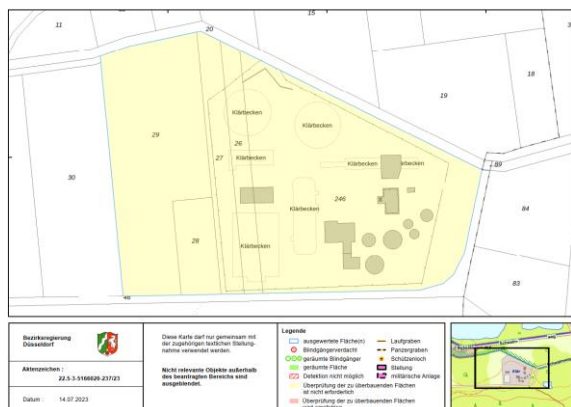 11
15
20
18
19
29
30
Klärbecken
Klärbecken
26
27
Klärbecken
Klärbecken
246
Klärbecken
89
84
28
Klärbecken
83
Bezirksregierung
Düsseldorf
Aktenzeichen :
22.5-3-5166020-237/23
Datum : 14.07.2023
Diese Karte darf nur gemeinsam mit
der zugehörigen textlichen Stellung-
nahme verwendet werden.
Nicht relevante Objekte außerhalb
des beantragten Bereichs sind
ausgeblendet.
Legende
ausgewertete Fläche(n)
Blindgängerverdacht
geräumte Blindgänger
geräumte Fläche
Detektion nicht möglich
Überprüfung der zu überbauenden Flächen
ist nicht erforderlich
Überprüfung der zu überbauenden Flächen
Laufgraben
Panzergraben
Schützenloch
Stellung
militärische Anlage